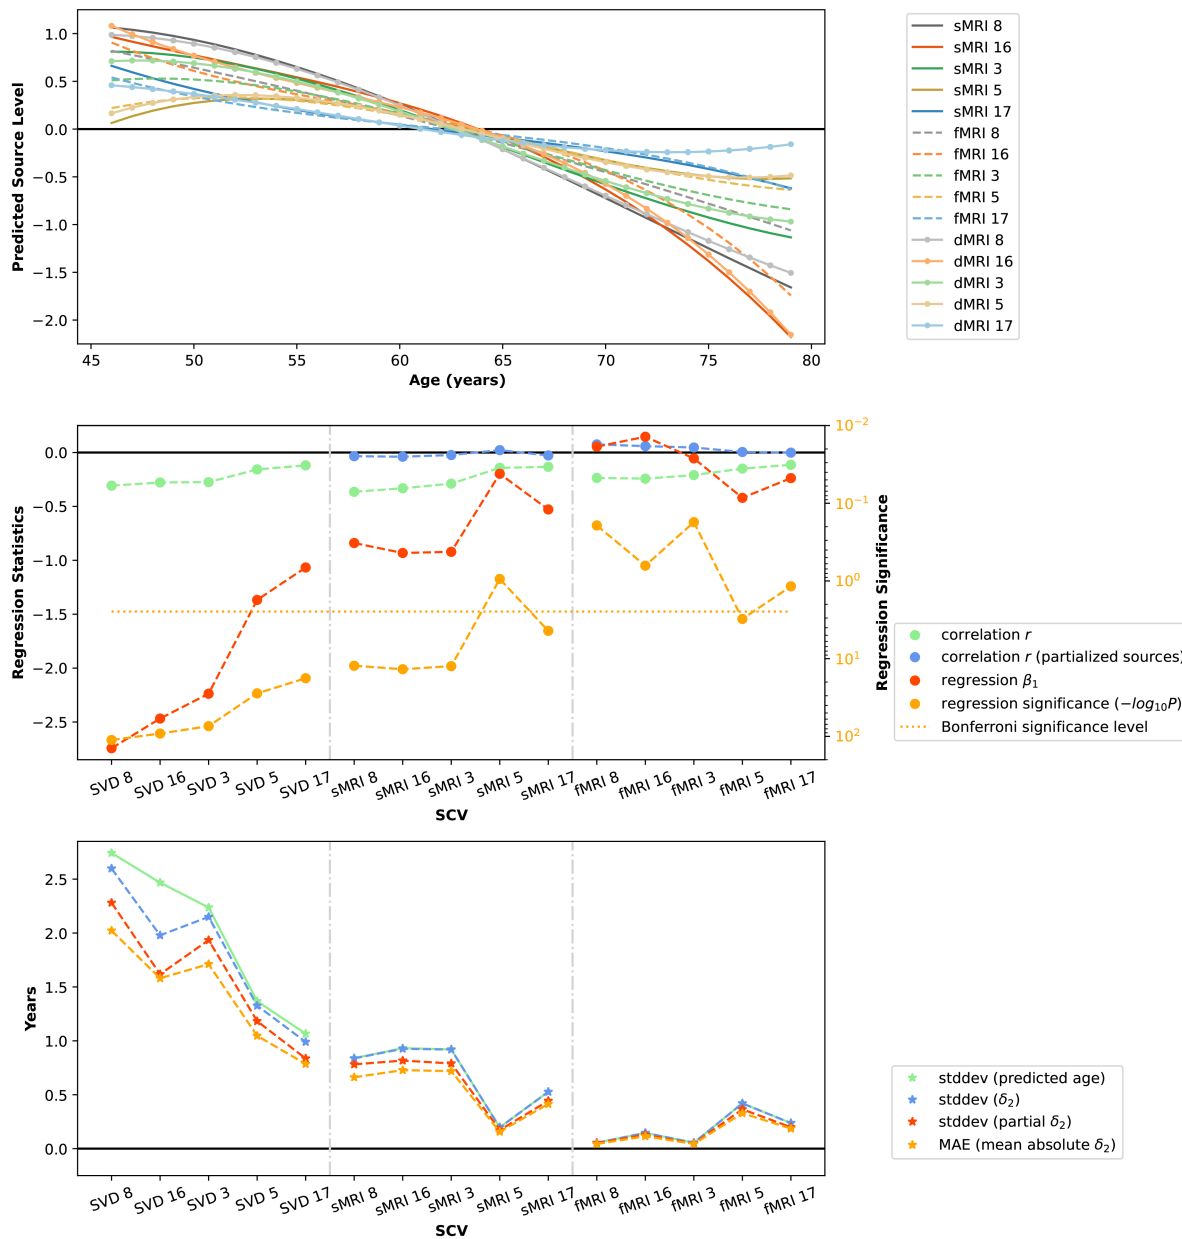 1.0
0.5
0.0
−0.5
−1.0
−1.5
−2.0
Predicted Source Level
45 50 55 60 65 70 75 80
Age (years)
sMRI 8
sMRI 16
sMRI 3
sMRI 5
sMRI 17
fMRI 8
fMRI 16
fMRI 3
fMRI 5
fMRI 17
dMRI 8
dMRI 16
dMRI 3
dMRI 5
dMRI 17
0.0
−0.5
−1.0
−1.5
−2.0
−2.5
Regression Statistics
10⁻²
10⁻¹
10⁰
10¹
10²
Regression Significance
SVD 8 SVD 16 SVD 3 SVD 5 SVD 17 sMRI 8 sMRI 16 sMRI 3 sMRI 5 sMRI 17 fMRI 8 fMRI 16 fMRI 3 fMRI 5 fMRI 17
SCV
correlation r
correlation r (partialized sources)
regression β₁
regression significance (−log₁₀P)
Bonferroni significance level
2.5
2.0
1.5
1.0
0.5
0.0
Years
SVD 8 SVD 16 SVD 3 SVD 5 SVD 17 sMRI 8 sMRI 16 sMRI 3 sMRI 5 sMRI 17 fMRI 8 fMRI 16 fMRI 3 fMRI 5 fMRI 17
SCV
stddev (predicted age)
stddev (δ₂)
stddev (partial δ₂)
MAE (mean absolute δ₂)